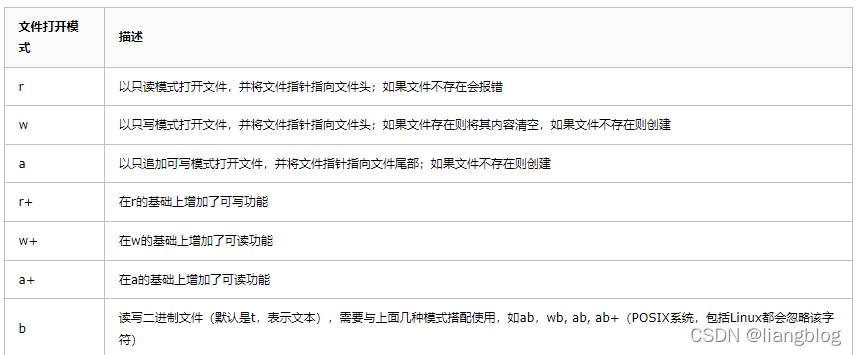 文件打开模
式
描述
r
以只读模式打开文件，并将文件指针指向文件头；如果文件不存在会报错
w
以只写模式打开文件，并将文件指针指向文件头；如果文件存在则将其内容清空，如果文件不存在则创建
a
以只追加可写模式打开文件，并将文件指针指向文件尾部；如果文件不存在则创建
r+
在r的基础上增加了可写功能
w+
在w的基础上增加了可读功能
a+
在a的基础上增加了可读功能
b
读写二进制文件（默认是t，表示文本），需要与上面几种模式搭配使用，如ab，wb, ab, ab+（POSIX系统，包括Linux都会忽略该字
符）
CSDN @liangblog